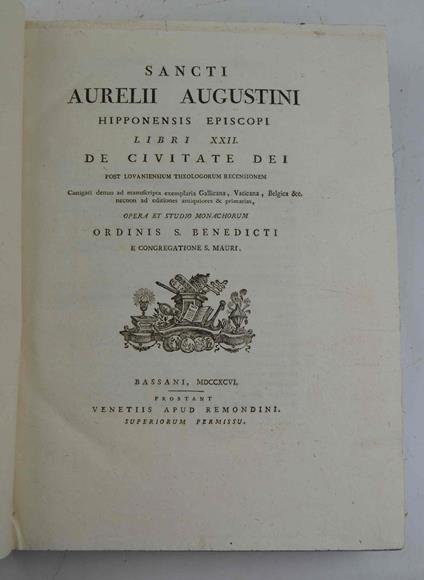 SANCTI
AURELII AUGUSTINI
HIPPONENSIS EPISCOPI
LIBRI XXII.
DE CIVITATE DEI
POST LOVANIENSIUM THEOLOGORUM RECENSIONEM
Castigati denuo ad manuscripta exemplaria Gallicana, Vaticana, Belgica &c.
necnon ad editiones antiquiores & primarias,
OPERA ET STUDIO MONACHORUM
ORDINIS S. BENEDICTI
E CONGREGATIONE S. MAURI.
BASSANI, MDCCXCVI.
PROSTANT
VENETIIS APUD REMONDINI.
SUPERIORUM PERMISSU.